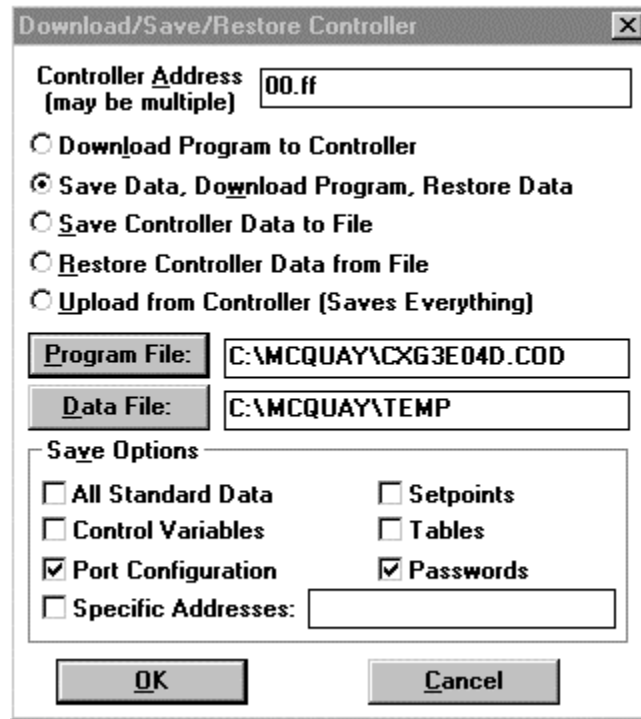 Download/Save/Restore Controller
Controller Address
(may be multiple)
00.ff
Download Program to Controller
Save Data, Download Program, Restore Data
Save Controller Data to File
Restore Controller Data from File
Upload from Controller (Saves Everything)
Program File: C:\MCQUAY\CXG3E04D.COD
Data File: C:\MCQUAY\TEMP
Save Options
All Standard Data Setpoints
Control Variables Tables
Port Configuration Passwords
Specific Addresses:
OK Cancel